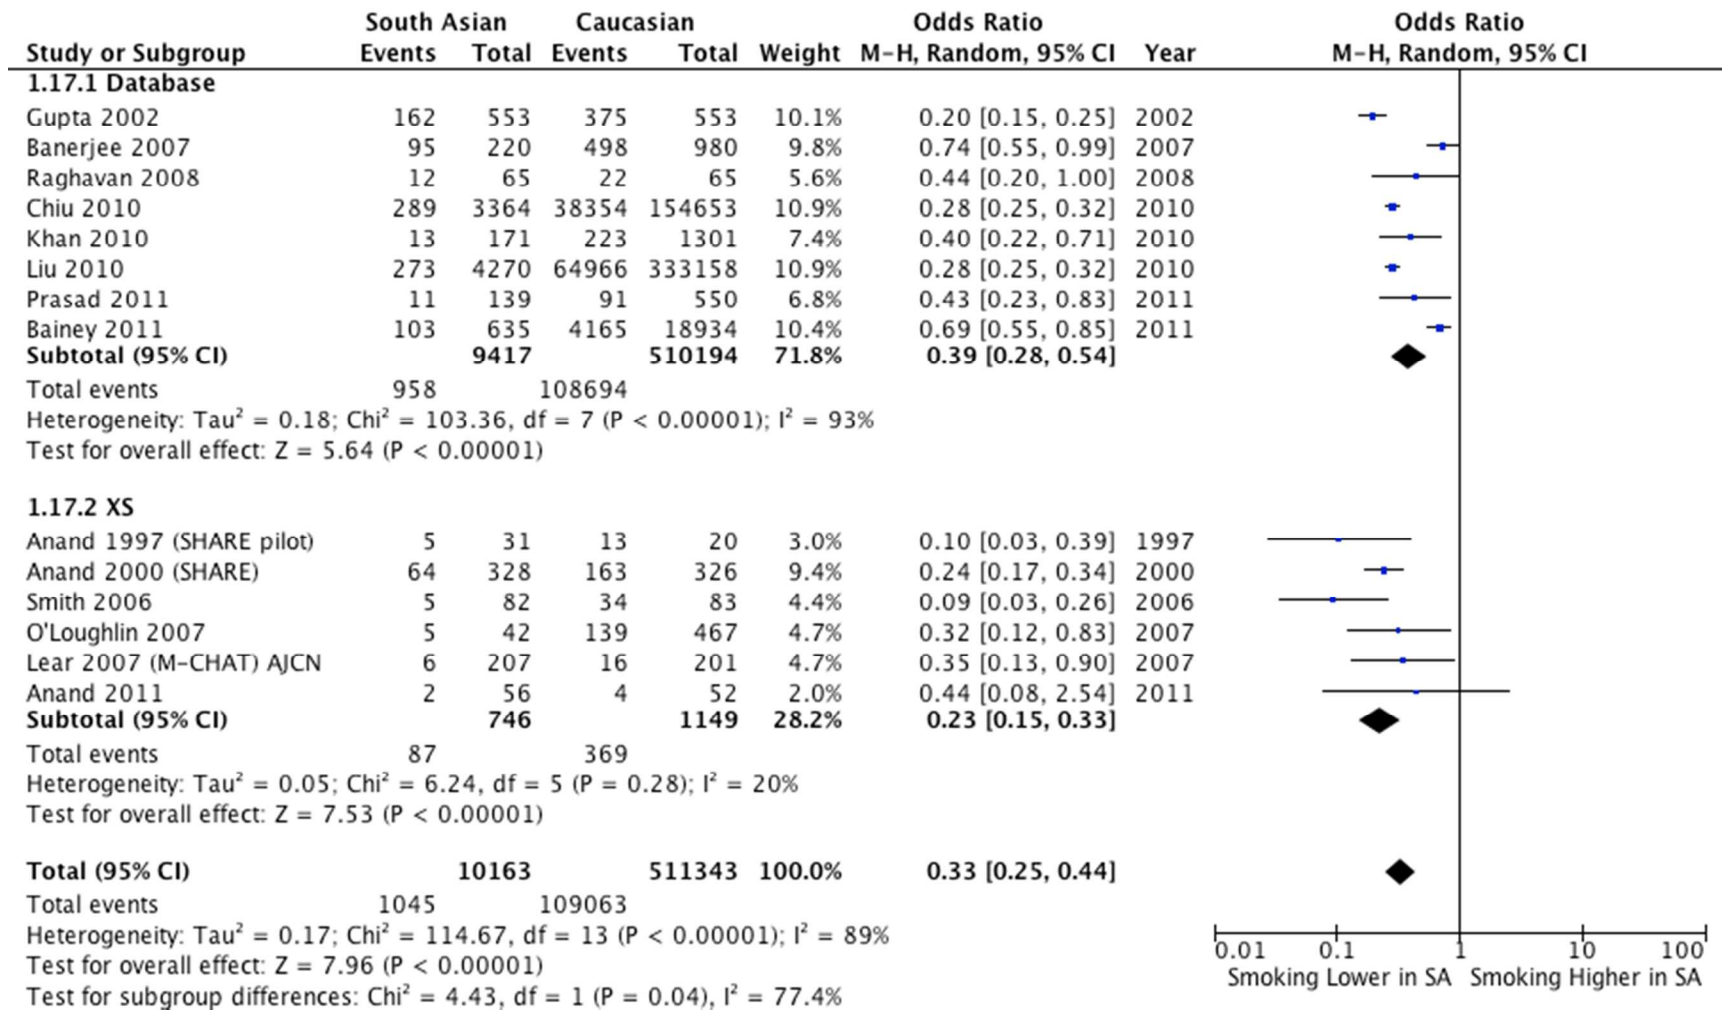 South Asian Caucasian Odds Ratio Odds Ratio
Study or Subgroup Events Total Events Total Weight M-H, Random, 95% CI Year M-H, Random, 95% CI
1.17.1 Database
Gupta 2002 162 553 375 553 10.1% 0.20 [0.15, 0.25] 2002
Banerjee 2007 95 220 498 980 9.8% 0.74 [0.55, 0.99] 2007
Raghavan 2008 12 65 22 65 5.6% 0.44 [0.20, 1.00] 2008
Chiu 2010 289 3364 38354 154653 10.9% 0.28 [0.25, 0.32] 2010
Khan 2010 13 171 223 1301 7.4% 0.40 [0.22, 0.71] 2010
Liu 2010 273 4270 64966 333158 10.9% 0.28 [0.25, 0.32] 2010
Prasad 2011 11 139 91 550 6.8% 0.43 [0.23, 0.83] 2011
Bainey 2011 103 635 4165 18934 10.4% 0.69 [0.55, 0.85] 2011
Subtotal (95% CI) 9417 510194 71.8% 0.39 [0.28, 0.54]
Total events 958 108694
Heterogeneity: Tau² = 0.18; Chi² = 103.36, df = 7 (P < 0.00001); I² = 93%
Test for overall effect: Z = 5.64 (P < 0.00001)
1.17.2 XS
Anand 1997 (SHARE pilot) 5 31 13 20 3.0% 0.10 [0.03, 0.39] 1997
Anand 2000 (SHARE) 64 328 163 326 9.4% 0.24 [0.17, 0.34] 2000
Smith 2006 5 82 34 83 4.4% 0.09 [0.03, 0.26] 2006
O'Loughlin 2007 5 42 139 467 4.7% 0.32 [0.12, 0.83] 2007
Lear 2007 (M-CHAT) AJCN 6 207 16 201 4.7% 0.35 [0.13, 0.90] 2007
Anand 2011 2 56 4 52 2.0% 0.44 [0.08, 2.54] 2011
Subtotal (95% CI) 746 1149 28.2% 0.23 [0.15, 0.33]
Total events 87 369
Heterogeneity: Tau² = 0.05; Chi² = 6.24, df = 5 (P = 0.28); I² = 20%
Test for overall effect: Z = 7.53 (P < 0.00001)
Total (95% CI) 10163 511343 100.0% 0.33 [0.25, 0.44]
Total events 1045 109063
Heterogeneity: Tau² = 0.17; Chi² = 114.67, df = 13 (P < 0.00001); I² = 89%
Test for overall effect: Z = 7.96 (P < 0.00001)
Test for subgroup differences: Chi² = 4.43, df = 1 (P = 0.04), I² = 77.4%
0.01 0.1 1 10 100
Smoking Lower in SA Smoking Higher in SA